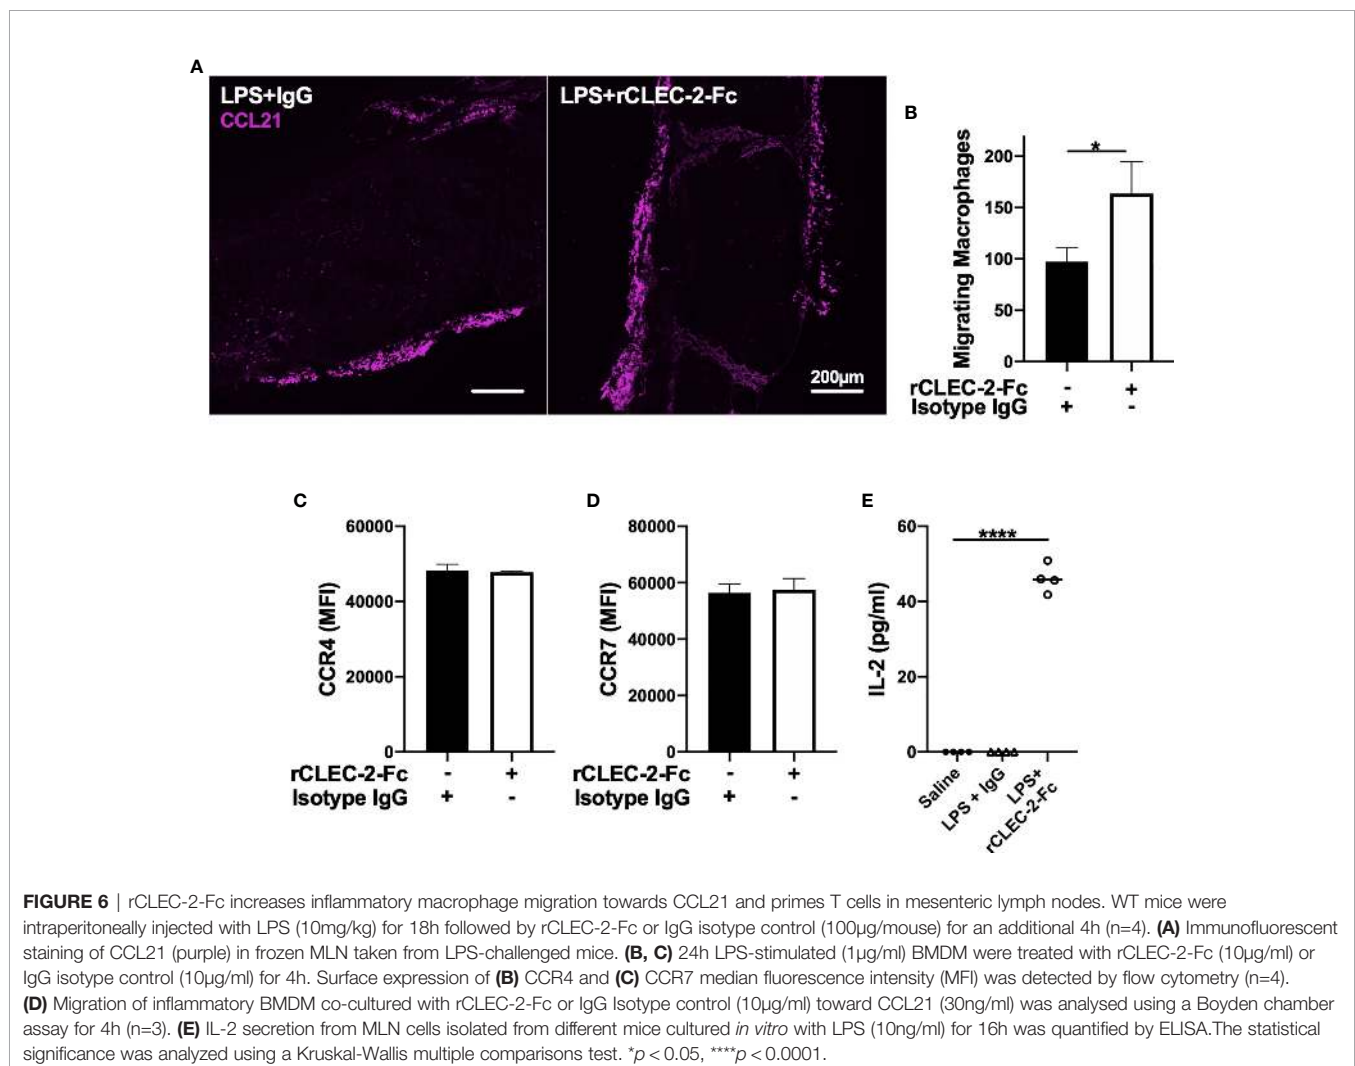 A
LPS+IgG
CCL21
LPS+rCLEC-2-Fc
200µm
B
Migrating Macrophages
200
150
100
50
0
*
rCLEC-2-Fc - +
Isotype IgG + -
C
CCR4 (MFI)
60000
40000
20000
0
rCLEC-2-Fc - +
Isotype IgG + -
D
CCR7 (MFI)
80000
60000
40000
20000
0
rCLEC-2-Fc - +
Isotype IgG + -
E
IL-2 (pg/ml)
60
40
20
0
****
Saline
LPS + IgG
LPS+
rCLEC-2-Fc
FIGURE 6 | rCLEC-2-Fc increases inflammatory macrophage migration towards CCL21 and primes T cells in mesenteric lymph nodes. WT mice were
intraperitoneally injected with LPS (10mg/kg) for 18h followed by rCLEC-2-Fc or IgG isotype control (100µg/mouse) for an additional 4h (n=4). (A) Immunofluorescent
staining of CCL21 (purple) in frozen MLN taken from LPS-challenged mice. (B, C) 24h LPS-stimulated (1µg/ml) BMDM were treated with rCLEC-2-Fc (10µg/ml) or
IgG isotype control (10µg/ml) for 4h. Surface expression of (B) CCR4 and (C) CCR7 median fluorescence intensity (MFI) was detected by flow cytometry (n=4).
(D) Migration of inflammatory BMDM co-cultured with rCLEC-2-Fc or IgG Isotype control (10µg/ml) toward CCL21 (30ng/ml) was analysed using a Boyden chamber
assay for 4h (n=3). (E) IL-2 secretion from MLN cells isolated from different mice cultured in vitro with LPS (10ng/ml) for 16h was quantified by ELISA.The statistical
significance was analyzed using a Kruskal-Wallis multiple comparisons test. *p < 0.05, ****p < 0.0001.